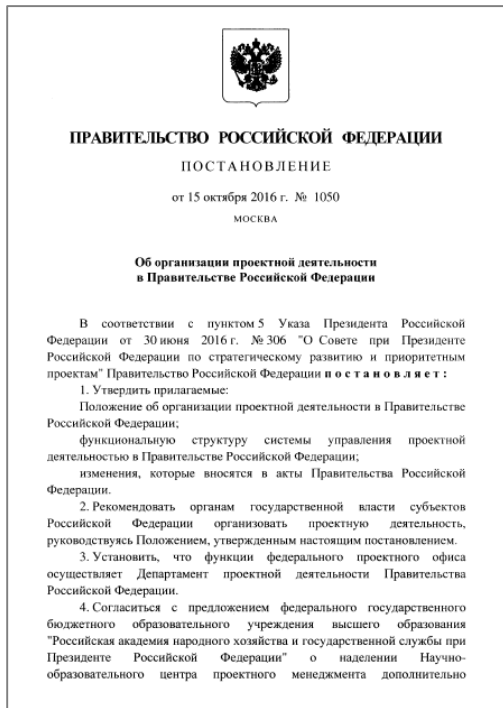 ПРАВИТЕЛЬСТВО РОССИЙСКОЙ ФЕДЕРАЦИИ
ПОСТАНОВЛЕНИЕ
от 15 октября 2016 г. № 1050
МОСКВА
Об организации проектной деятельности
в Правительстве Российской Федерации
В соответствии с пунктом 5 Указа Президента Российской
Федерации от 30 июня 2016 г. № 306 "О Совете при Президенте
Российской Федерации по стратегическому развитию и приоритетным
проектам" Правительство Российской Федерации постановляет:
1. Утвердить прилагаемые:
Положение об организации проектной деятельности в Правительстве
Российской Федерации;
функциональную структуру системы управления проектной
деятельностью в Правительстве Российской Федерации;
изменения, которые вносятся в акты Правительства Российской
Федерации.
2. Рекомендовать органам государственной власти субъектов
Российской Федерации организовать проектную деятельность,
руководствуясь Положением, утвержденным настоящим постановлением.
3. Установить, что функции федерального проектного офиса
осуществляет Департамент проектной деятельности Правительства
Российской Федерации.
4. Согласиться с предложением федерального государственного
бюджетного образовательного учреждения высшего образования
"Российская академия народного хозяйства и государственной службы при
Президенте Российской Федерации" о наделении Научно-
образовательного центра проектного менеджмента дополнительно